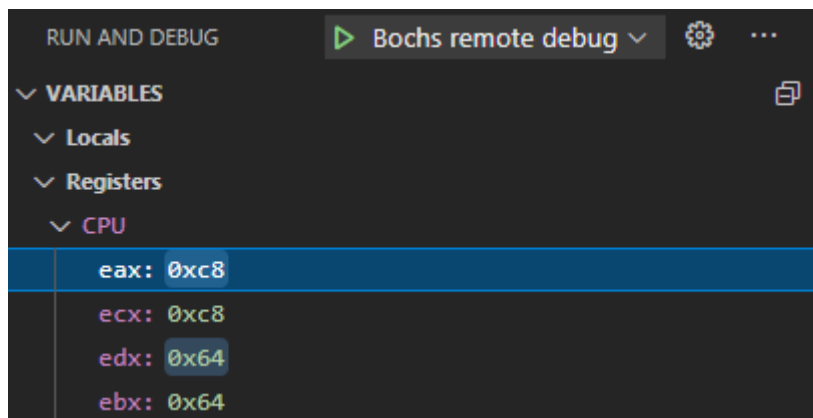 RUN AND DEBUG Bochs remote debug ...
VARIABLES
Locals
Registers
CPU
eax: 0xc8
ecx: 0xc8
edx: 0x64
ebx: 0x64